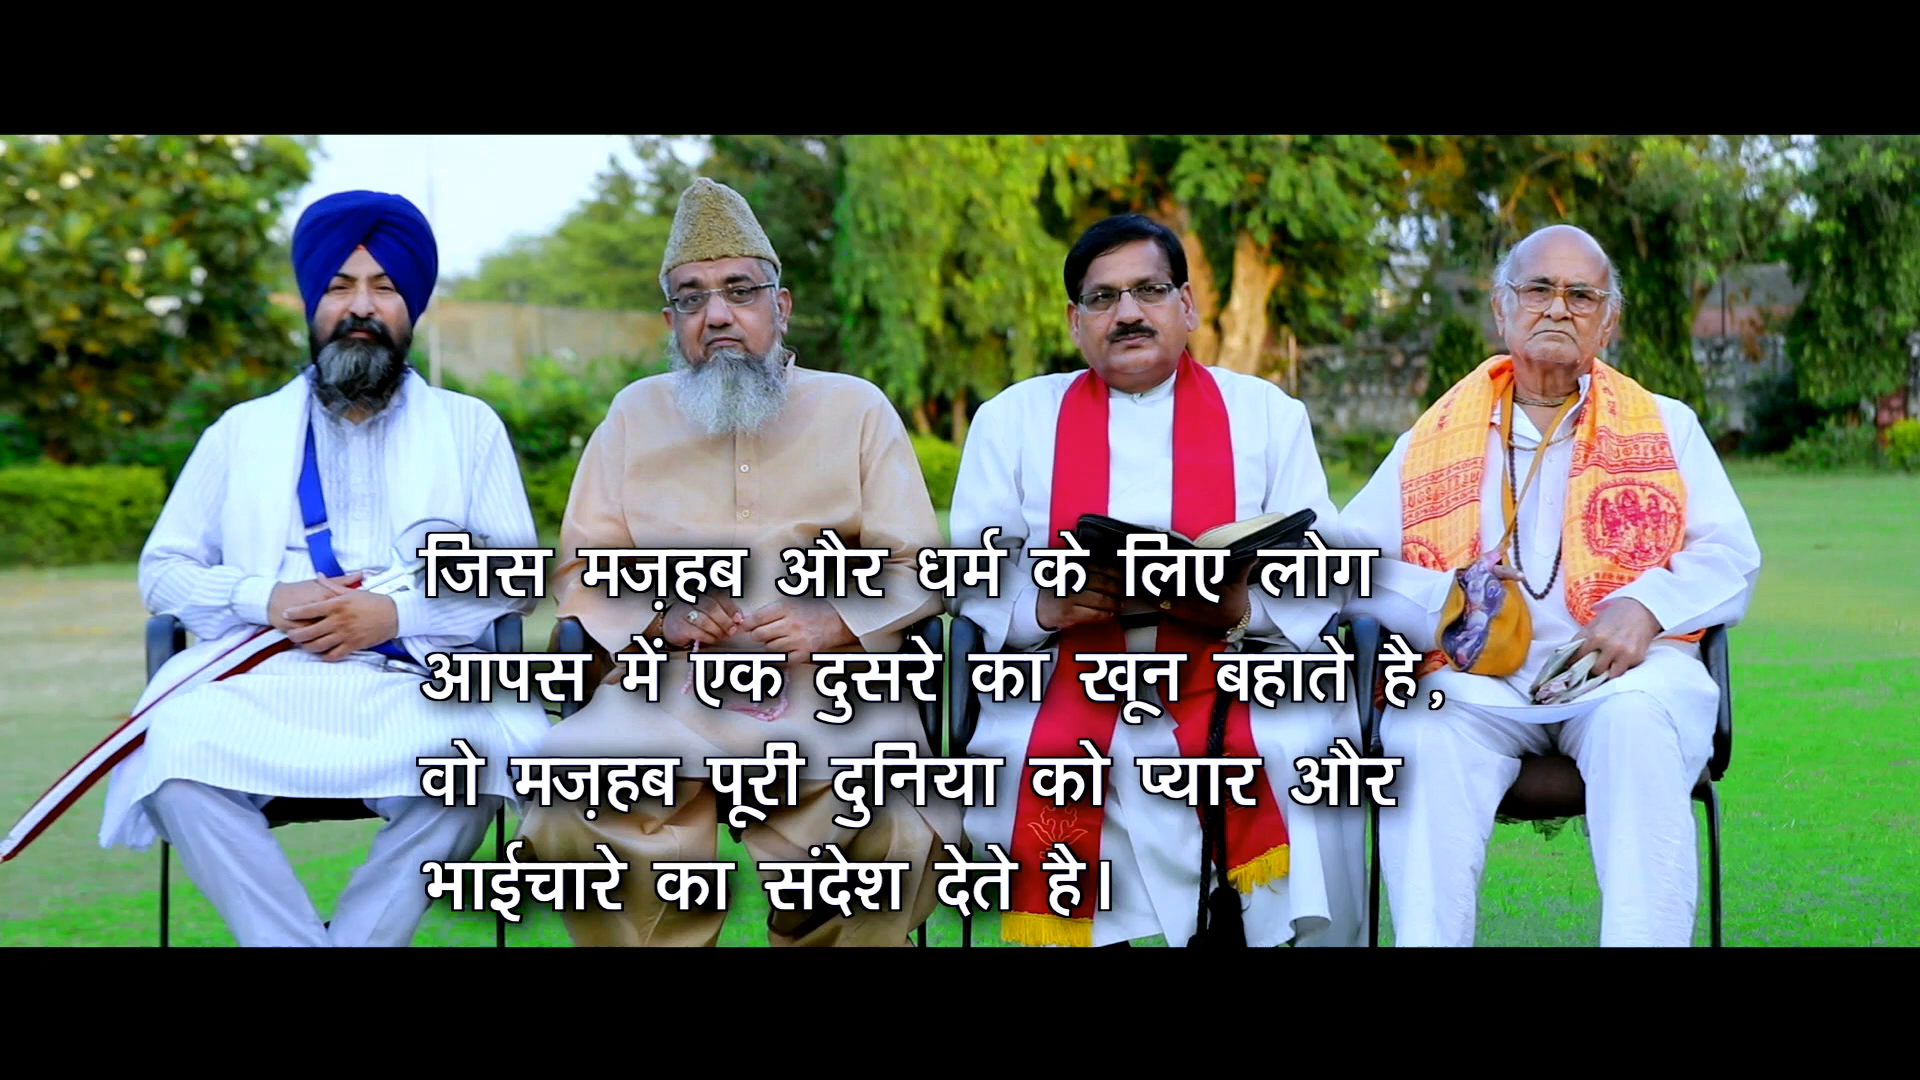 जिस मज़हब और धर्म के लिए लोग
आपस में एक दुसरे का खून बहाते है,
वो मज़हब पूरी दुनिया को प्यार और
भाईचारे का संदेश देते है।